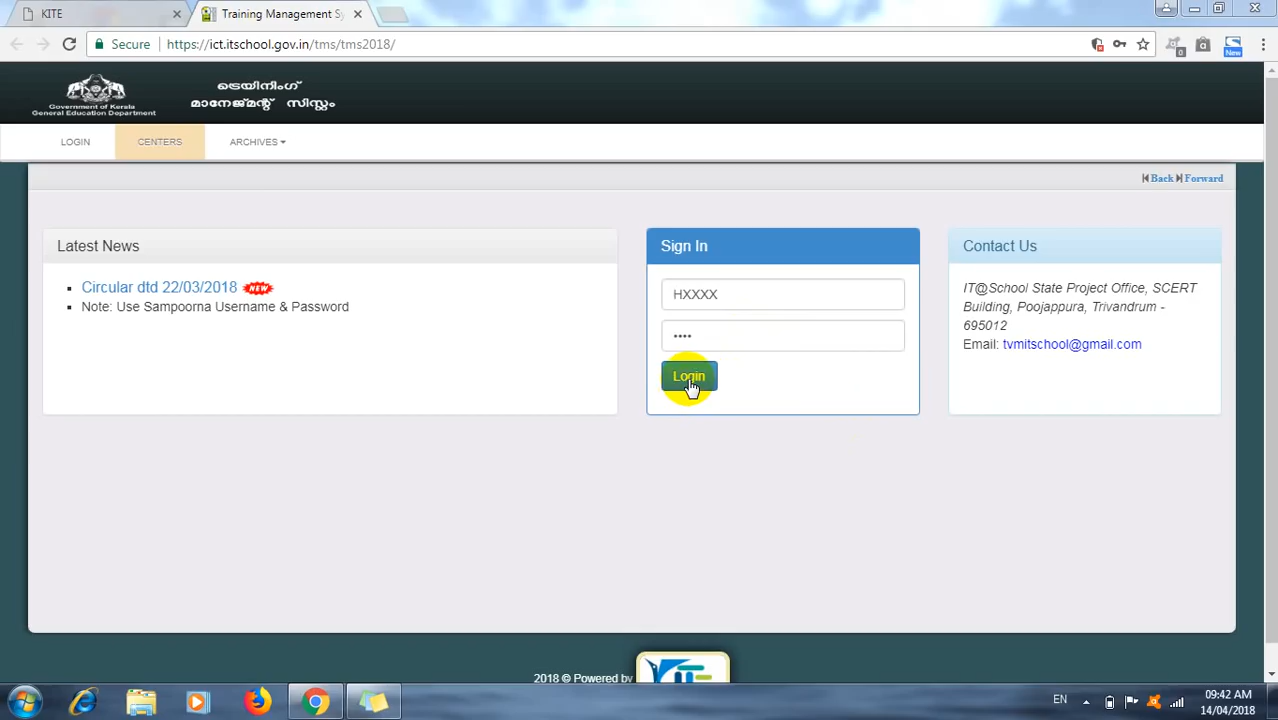 KITE
Training Management Sy
Secure
https://ict.itschool.gov.in/tms/tms2018/
New
Government of Kerala
General Education Department
ട്രെയിനിംഗ്
മാനേജ്മന്റ് സിസ്റ്റം
LOGIN
CENTERS
ARCHIVES
Back Forward
Latest News
Circular dtd 22/03/2018 NEW
Note: Use Sampoorna Username & Password
Sign In
HXXXX
••••
Login
Contact Us
IT@School State Project Office, SCERT
Building, Poojappura, Trivandrum -
695012
Email: tvmitschool@gmail.com
2018 © Powered by
EN
09:42 AM
14/04/2018